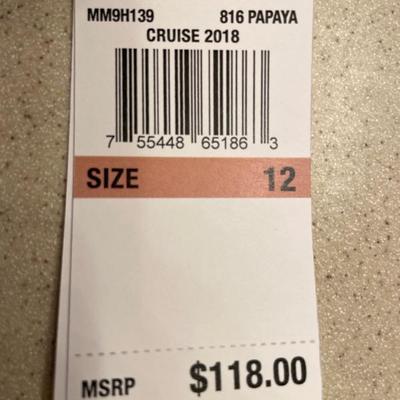 MM9H139 816 PAPAYA
CRUISE 2018
7 55448 65186 3
SIZE 12
MSRP $118.00